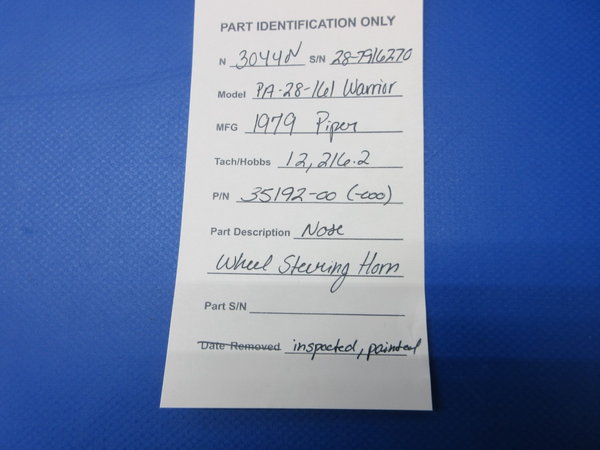 PART IDENTIFICATION ONLY
N 3044N S/N 28-7916270
Model PA-28-161 Warrior
MFG 1979 Piper
Tach/Hobbs 12,216.2
P/N 35192-00 (-000)
Part Description Nose
Wheel Steering Horn
Part S/N
Date Removed inspected, painted